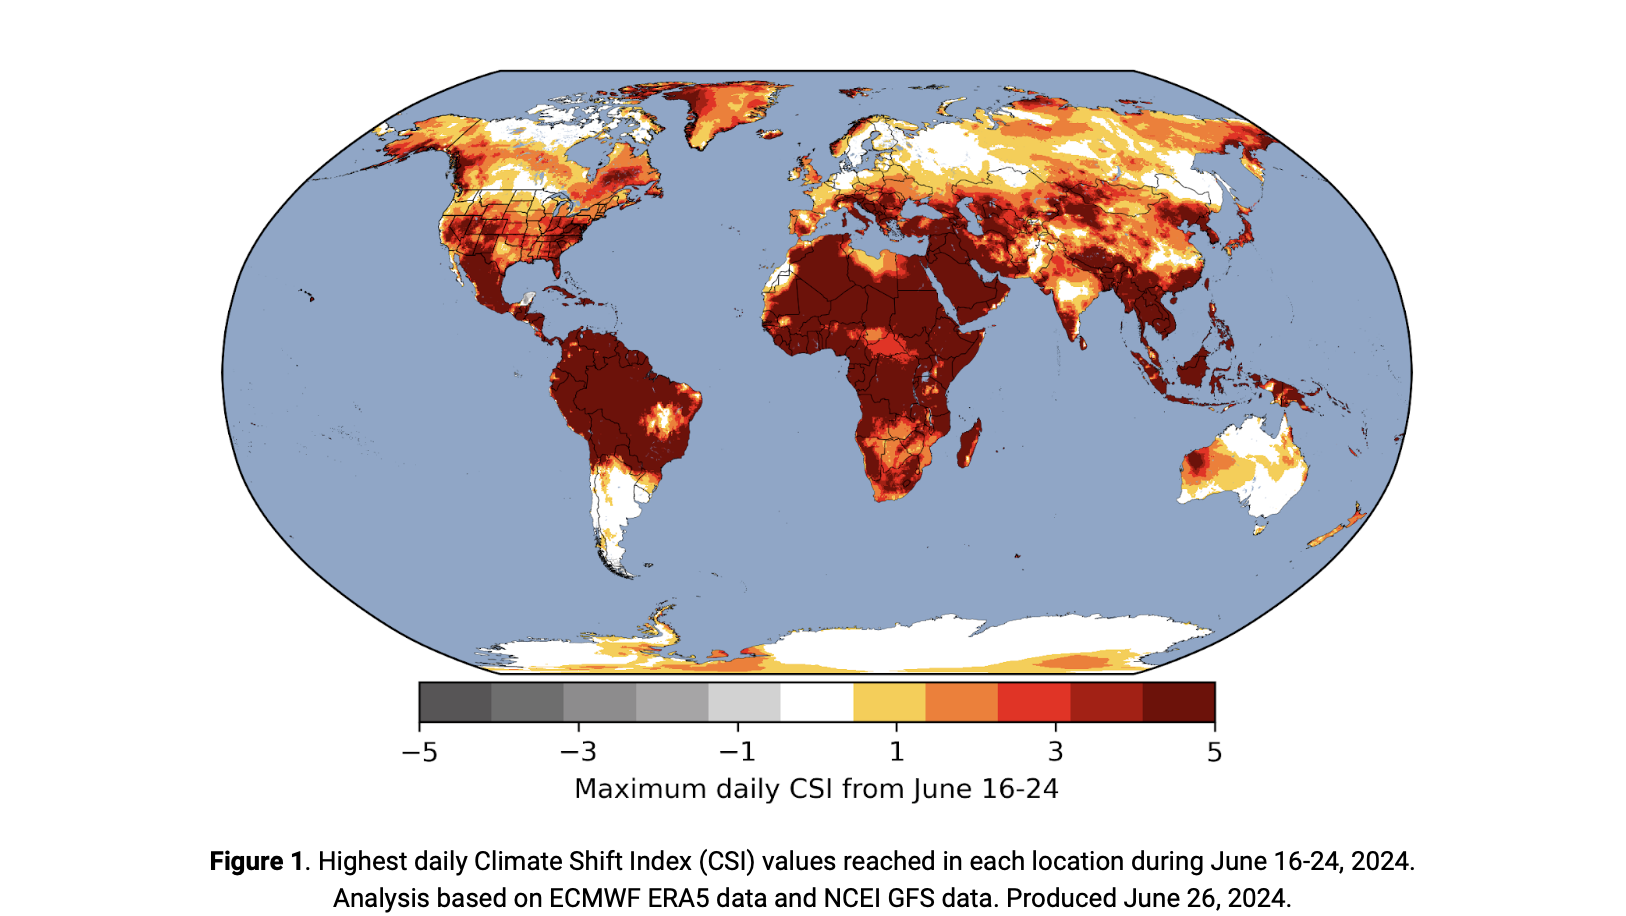 −5 −3 −1 1 3 5
Maximum daily CSI from June 16-24
Figure 1. Highest daily Climate Shift Index (CSI) values reached in each location during June 16-24, 2024.
Analysis based on ECMWF ERA5 data and NCEI GFS data. Produced June 26, 2024.